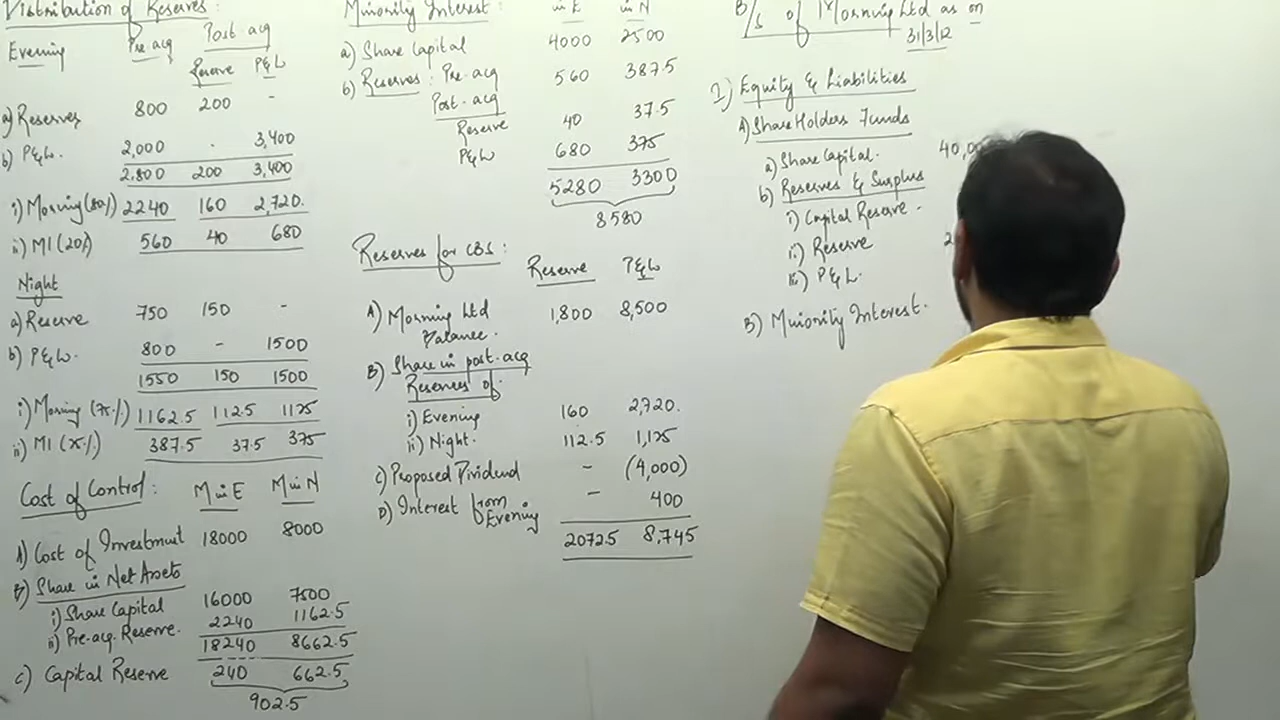 Distribution of Reserves:
Evening Pre acq Post acq
Reserve P&L
a) Reserves 800 200 -
b) P&L. 2,000 . 3,400
2.800 200 3,400
i) Morning (80%) 2240 160 2,720.
ii) MI (20%) 560 40 680
Night
a) Reserve 750 150 -
b) P&L. 800 - 1500
1550 150 1500
i) Morning (75%) 1162.5 112.5 1125
ii) MI (25%) 387.5 37.5 375
Cost of Control: M in E M in N
A) Cost of Investment 18000 8000
B) Share in Net Assets
i) Share Capital 16000 7500
ii) Pre-acq. Reserve. 2240 1162.5
18240 8662.5
C) Capital Reserve 240 662.5
902.5
Minority Interest: in E in N
a) Share Capital 4000 2500
b) Reserves: Pre-acq 560 387.5
Post-acq
Reserve 40 37.5
P&L 680 375
5280 3300
8580
Reserves for CBS: Reserve P&L
A) Morning Ltd 1,800 8,500
Balance.
B) Share in post-acq
Reserves of.
i) Evening 160 2,720.
ii) Night. 112.5 1,125
C) Proposed Dividend - (4,000)
D) Interest from - 400
Evening
2072.5 8,745
B/S of Morning Ltd as on
31/3/12
I) Equity & Liabilities
A) Share Holders Funds
a) Share Capital. 40,0
b) Reserves & Surplus
i) Capital Reserve.
ii) Reserve 2
iii) P&L.
B) Minority Interest.